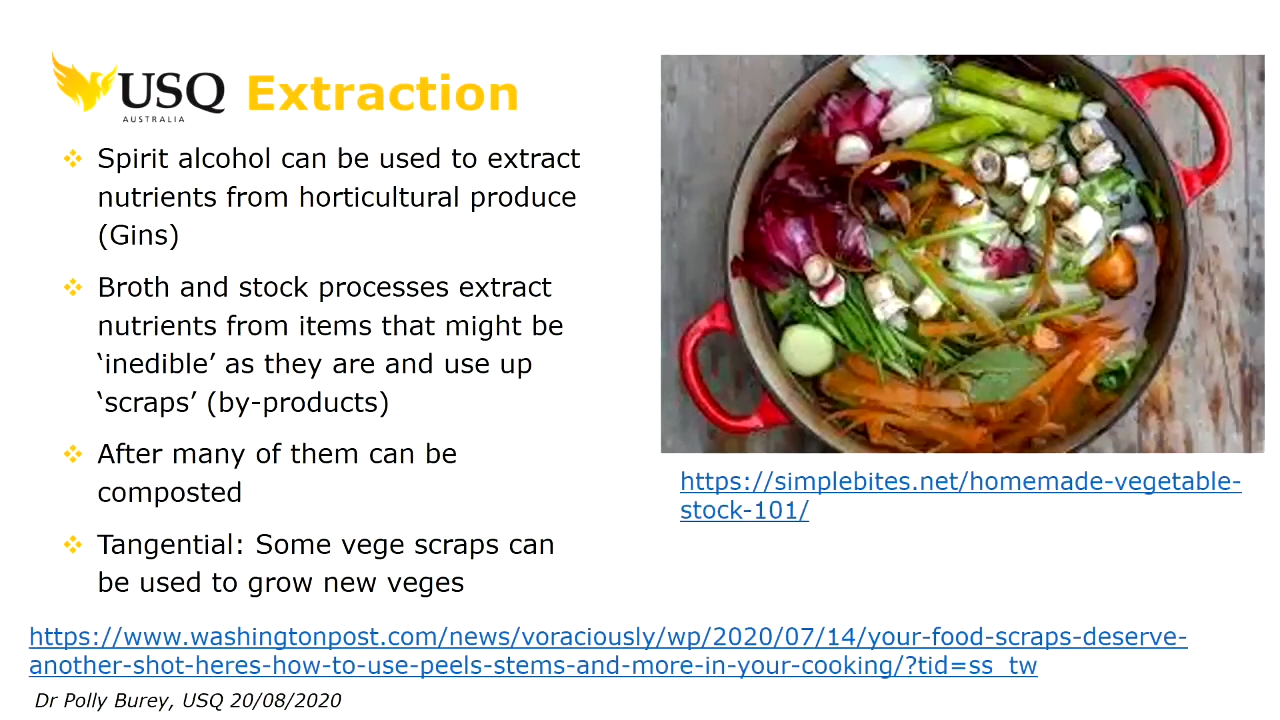 USQ
AUSTRALIA
Extraction
Spirit alcohol can be used to extract
nutrients from horticultural produce
(Gins)
Broth and stock processes extract
nutrients from items that might be
‘inedible’ as they are and use up
‘scraps’ (by-products)
After many of them can be
composted
Tangential: Some vege scraps can
be used to grow new veges
https://simplebites.net/homemade-vegetable-
stock-101/
https://www.washingtonpost.com/news/voraciously/wp/2020/07/14/your-food-scraps-deserve-
another-shot-heres-how-to-use-peels-stems-and-more-in-your-cooking/?tid=ss_tw
Dr Polly Burey, USQ 20/08/2020